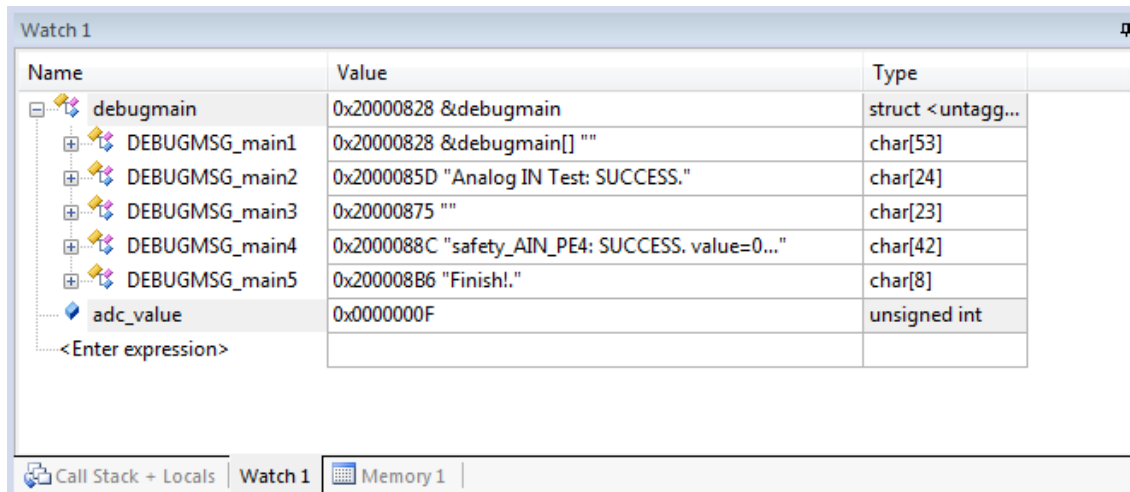 Watch 1
Name Value Type
debugmain 0x20000828 &debugmain struct <untagg...
DEBUGMSG_main1 0x20000828 &debugmain[] "" char[53]
DEBUGMSG_main2 0x2000085D "Analog IN Test: SUCCESS." char[24]
DEBUGMSG_main3 0x20000875 "" char[23]
DEBUGMSG_main4 0x2000088C "safety_AIN_PE4: SUCCESS. value=0..." char[42]
DEBUGMSG_main5 0x200008B6 "Finish!." char[8]
adc_value 0x0000000F unsigned int
<Enter expression>
Call Stack + Locals Watch 1 Memory 1